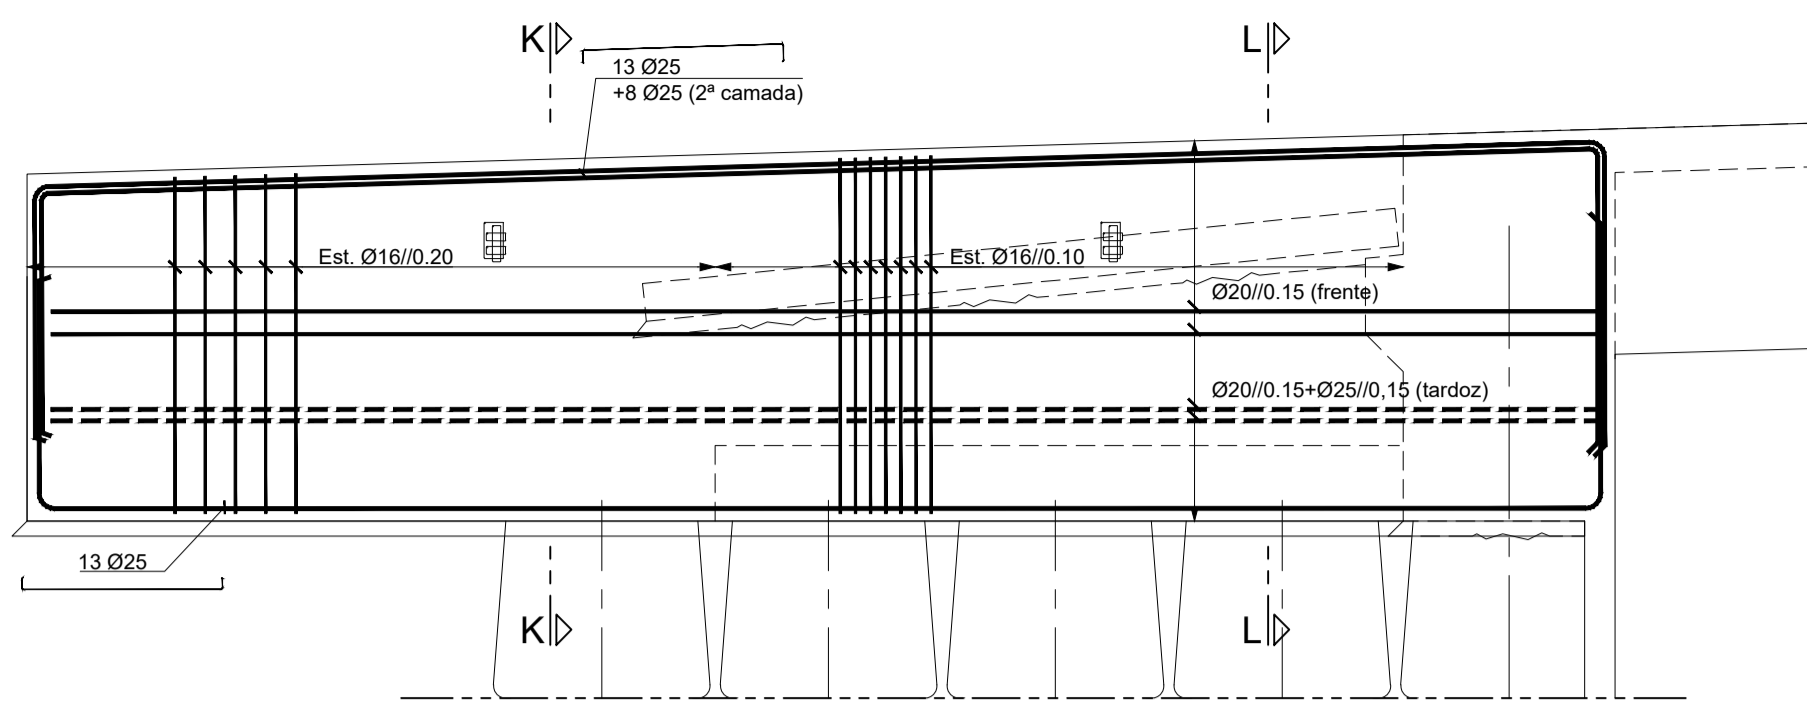 K
L
13 Ø25
+8 Ø25 (2ª camada)
Est. Ø16//0.20
Est. Ø16//0.10
Ø20//0.15 (frente)
Ø20//0.15+Ø25//0,15 (tardoz)
13 Ø25
K
L